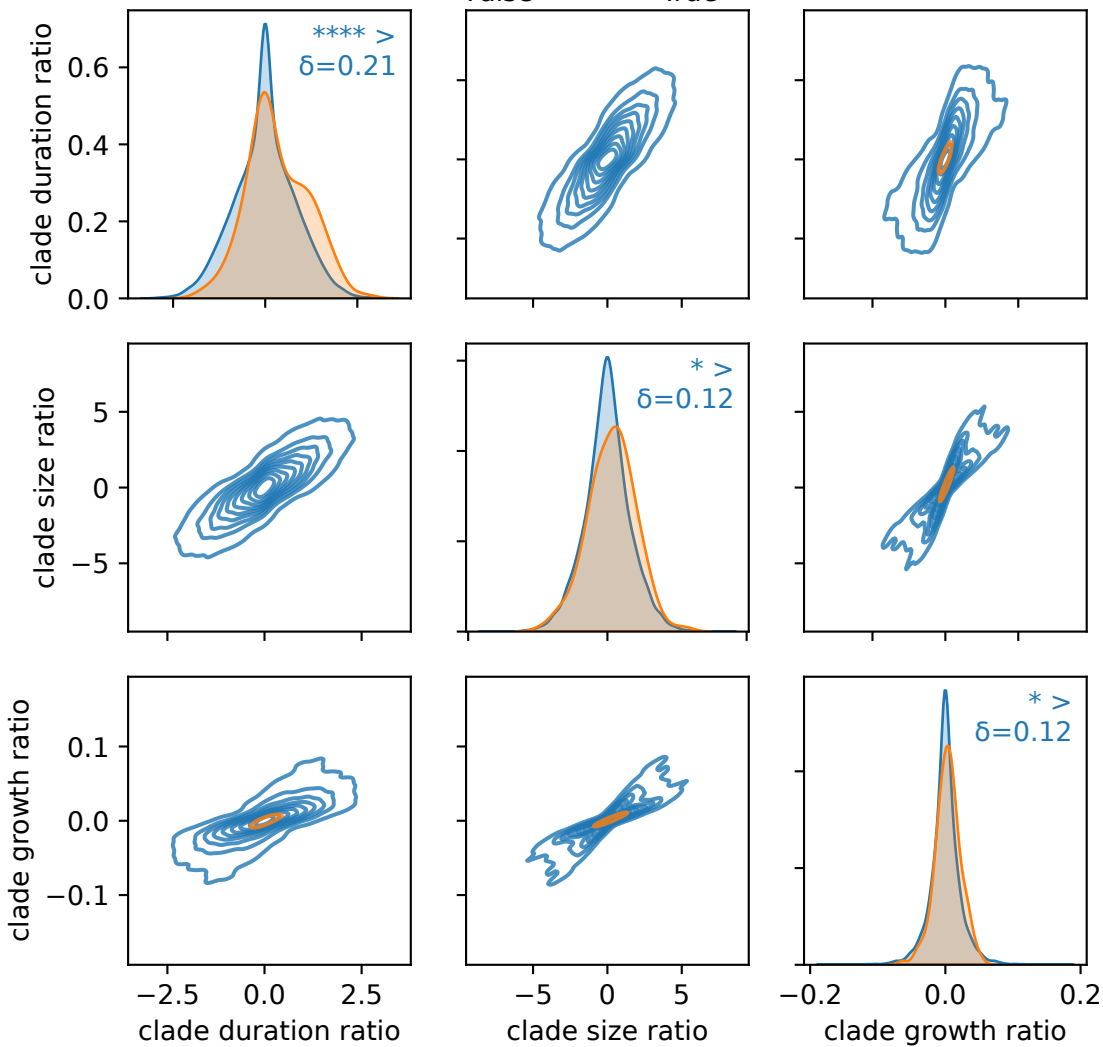 clade duration ratio
0.6
0.4
0.2
0.0
**** >
δ=0.21
clade size ratio
5
0
−5
* >
δ=0.12
clade growth ratio
0.1
0.0
−0.1
* >
δ=0.12
−2.5 0.0 2.5
−5 0 5
−0.2 0.0 0.2
clade duration ratio
clade size ratio
clade growth ratio